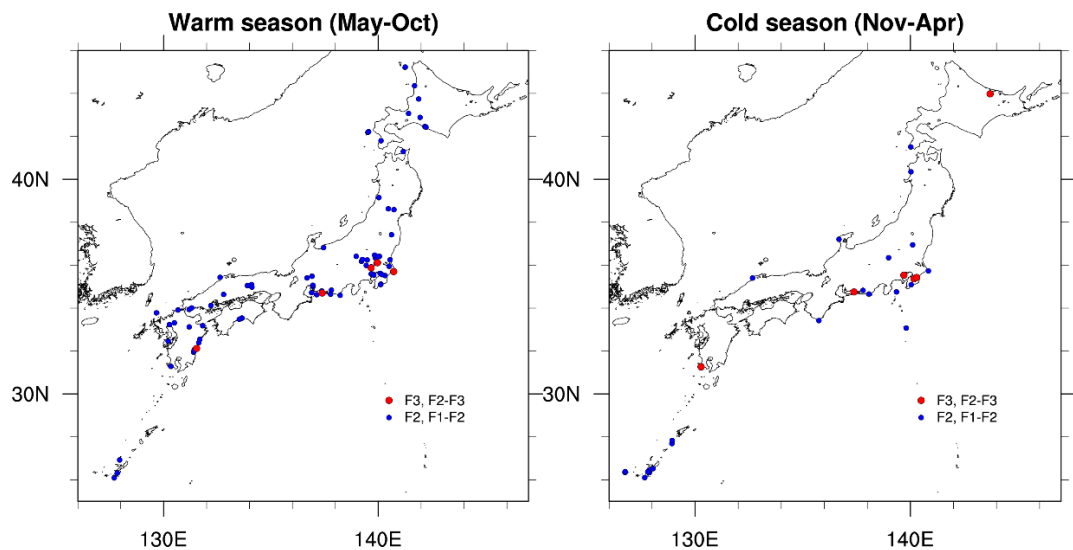 Warm season (May-Oct)
Cold season (Nov-Apr)
40N
30N
F3, F2-F3
F2, F1-F2
130E
140E
40N
30N
F3, F2-F3
F2, F1-F2
130E
140E